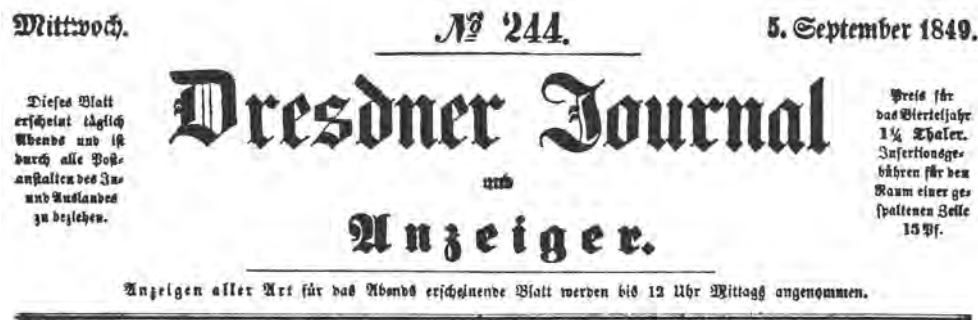 Mittwoch.
№ 244.
5. September 1849.
Dieses Blatt
erscheint täglich
Abends und ist
durch alle Post-
anstalten des In-
und Auslandes
zu beziehen.
Dresdner Journal
und
Anzeiger.
Preis für
das Vierteljahr
1¼ Thaler.
Insertionsge-
bühren für den
Raum einer ge-
spaltenen Zeile
15 Pf.
Anzeigen aller Art für das Abends erscheinende Blatt werden bis 12 Uhr Mittags angenommen.